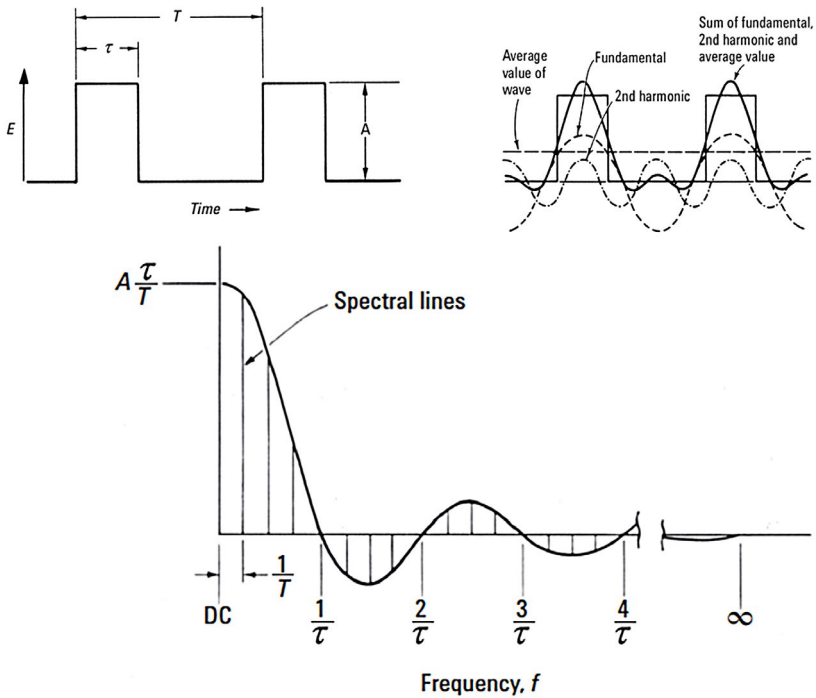 T
τ
E
A
Time
Average
value of
wave
Fundamental
2nd harmonic
Sum of fundamental,
2nd harmonic and
average value
A τ/T
Spectral lines
1/T
DC
1/τ
2/τ
3/τ
4/τ
∞
Frequency, f